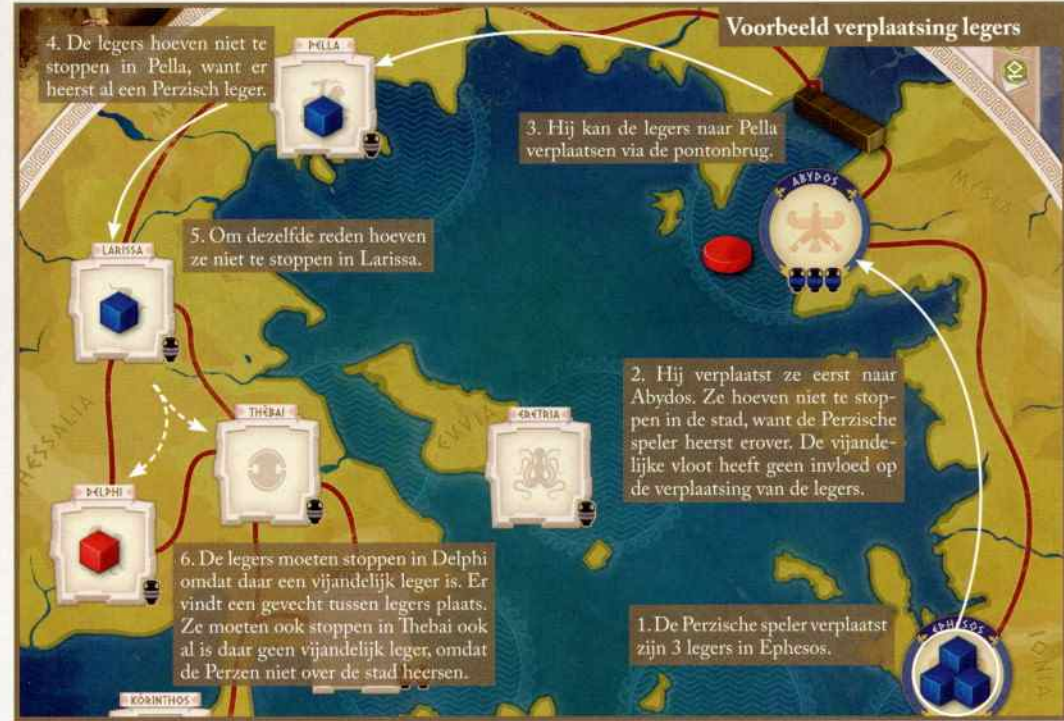 Voorbeeld verplaatsing legers
4. De legers hoeven niet te
stoppen in Pella, want er
heerst al een Perzisch leger.
PELLA
3. Hij kan de legers naar Pella
verplaatsen via de pontonbrug.
10
MYSIA
ABYDOS
5. Om dezelfde reden hoeven
ze niet te stoppen in Larissa.
LARISSA
2. Hij verplaatst ze eerst naar
Abydos. Ze hoeven niet te stop-
pen in de stad, want de Perzische
speler heerst erover. De vijande-
lijke vloot heeft geen invloed op
de verplaatsing van de legers.
THESSALIA
THÈBAI
EVVIA
ERETRIA
DELPHI
6. De legers moeten stoppen in Delphi
omdat daar een vijandelijk leger is. Er
vindt een gevecht tussen legers plaats.
Ze moeten ook stoppen in Thebai ook
al is daar geen vijandelijk leger, omdat
de Perzen niet over de stad heersen.
1. De Perzische speler verplaatst
zijn 3 legers in Ephesos.
EPHESOS
IONIA
KÖRINTHOS